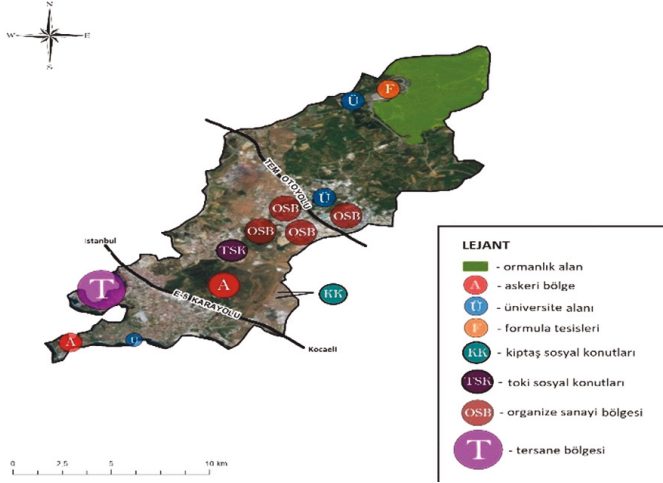 N
W E
S
Ü
F
TEM OTOYOLU
Ü
OSB
OSB
OSB
OSB
TSK
İstanbul
T
A
KK
E-5 KARAYOLU
Kocaeli
A
Ü
0 2.5 5 10 km
LEJANT
- ormanlık alan
A - askeri bölge
Ü - üniversite alanı
F - formula tesisleri
KK - kiptaş sosyal konutları
TSK - toki sosyal konutları
OSB - organize sanayi bölgesi
T - tersane bölgesi